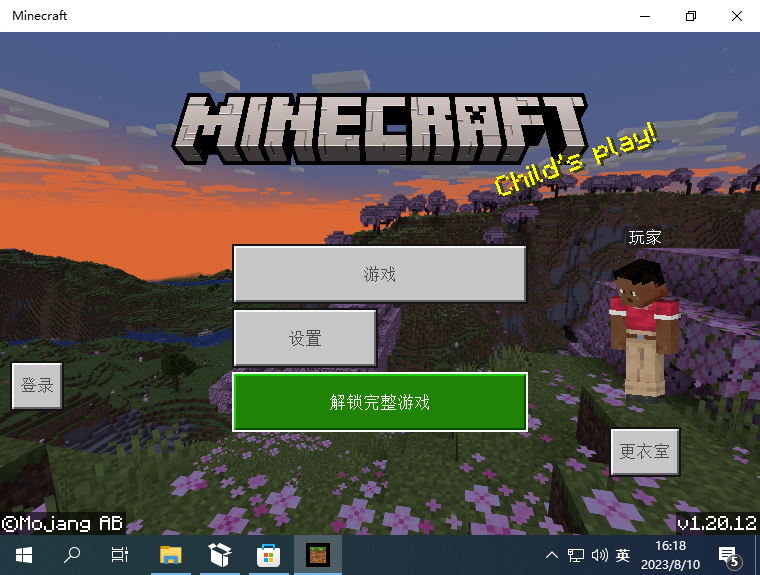 Minecraft
MINECRAFT
Child's play!
玩家
游戏
设置
登录
解锁完整游戏
更衣室
©Mojang AB
v1.20.12
英
16:18
2023/8/10
5